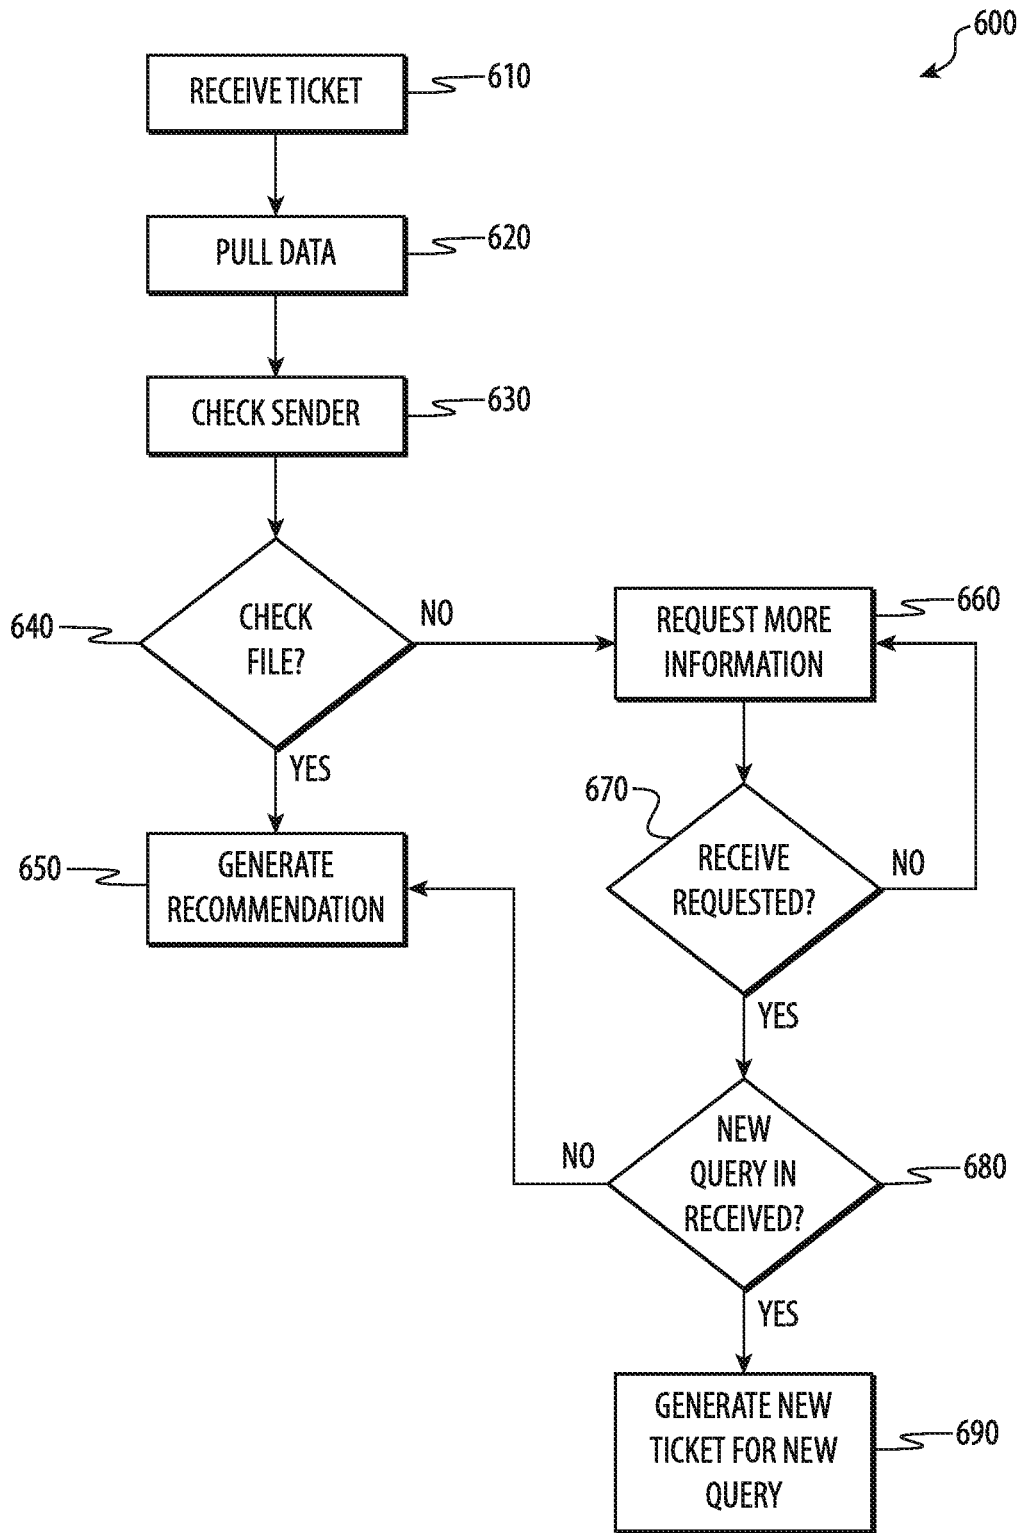 600
RECEIVE TICKET
610
PULL DATA
620
CHECK SENDER
630
640
CHECK
FILE?
NO
YES
REQUEST MORE
INFORMATION
660
650
GENERATE
RECOMMENDATION
670
RECEIVE
REQUESTED?
NO
YES
NO
NEW
QUERY IN
RECEIVED?
680
YES
GENERATE NEW
TICKET FOR NEW
QUERY
690